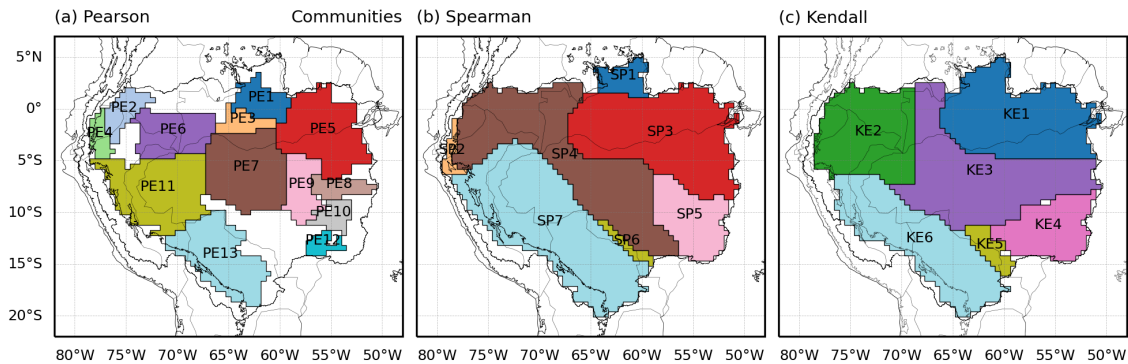 (a) Pearson Communities (b) Spearman (c) Kendall
5°N
0°
5°S
10°S
15°S
20°S
PE1
PE2
PE3
PE4
PE5
PE6
PE7
PE8
PE9
PE10
PE11
PE12
PE13
80°W 75°W 70°W 65°W 60°W 55°W 50°W
SP1
SP2
SP3
SP4
SP5
SP6
SP7
80°W 75°W 70°W 65°W 60°W 55°W 50°W
KE1
KE2
KE3
KE4
KE5
KE6
80°W 75°W 70°W 65°W 60°W 55°W 50°W